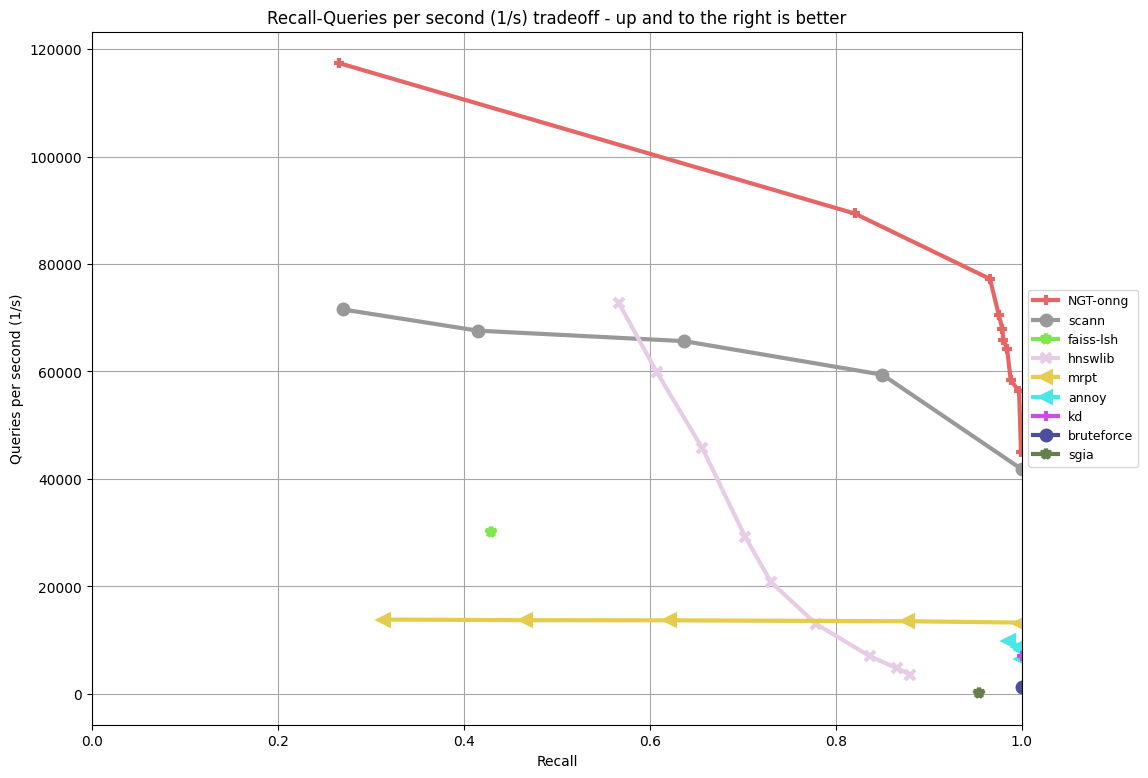 Recall-Queries per second (1/s) tradeoff - up and to the right is better
120000
100000
80000
60000
40000
20000
0
Queries per second (1/s)
0.0
0.2
0.4
0.6
0.8
1.0
Recall
NGT-onng
scann
faiss-lsh
hnswlib
mrpt
annoy
kd
bruteforce
sgia